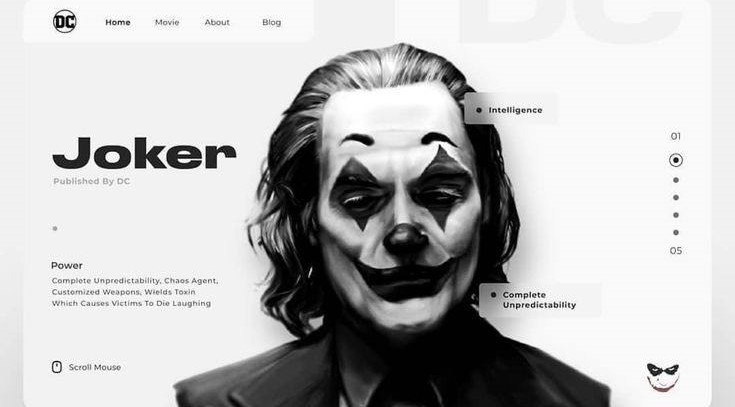 DC
Home Movie About Blog
DC
Intelligence
01
Joker
Published By DC
05
Power
Complete Unpredictability, Chaos Agent,
Customized Weapons, Wields Toxin
Which Causes Victims To Die Laughing
Complete
Unpredictability
Scroll Mouse